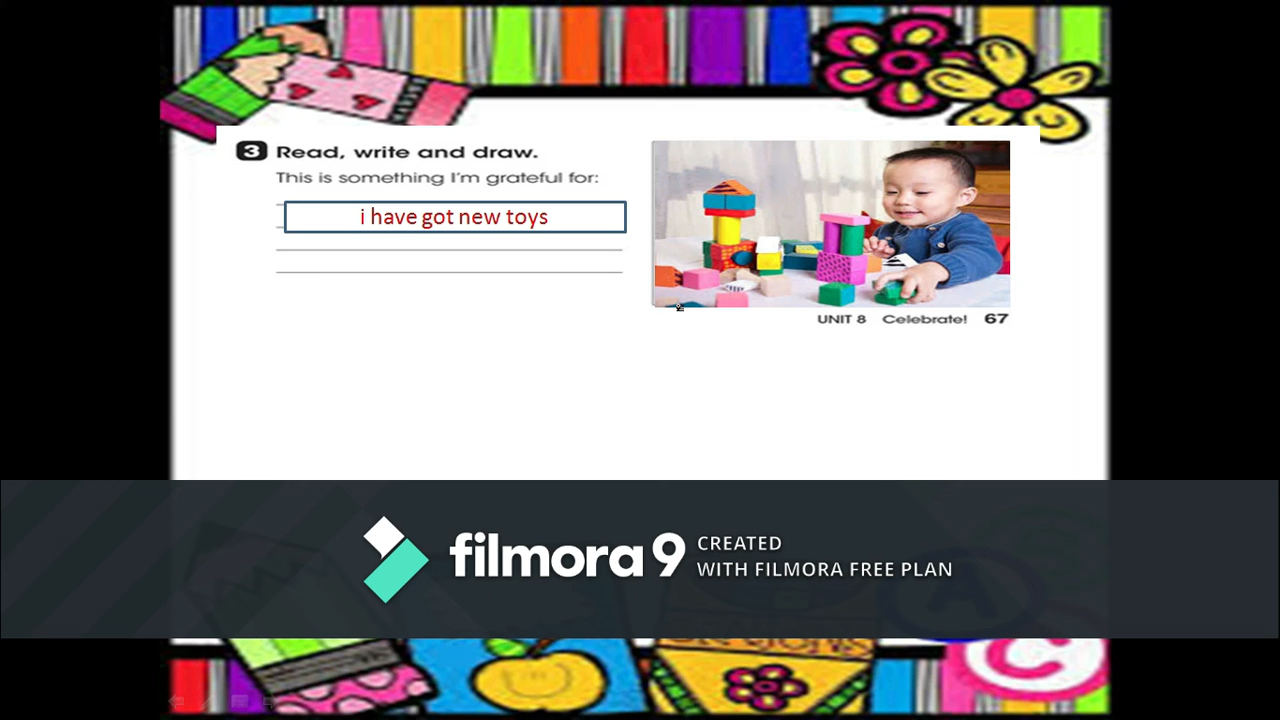 3 Read, write and draw.
This is something I'm grateful for:
i have got new toys
UNIT 8 Celebrate! 67
filmora9 CREATED
WITH FILMORA FREE PLAN
A
C